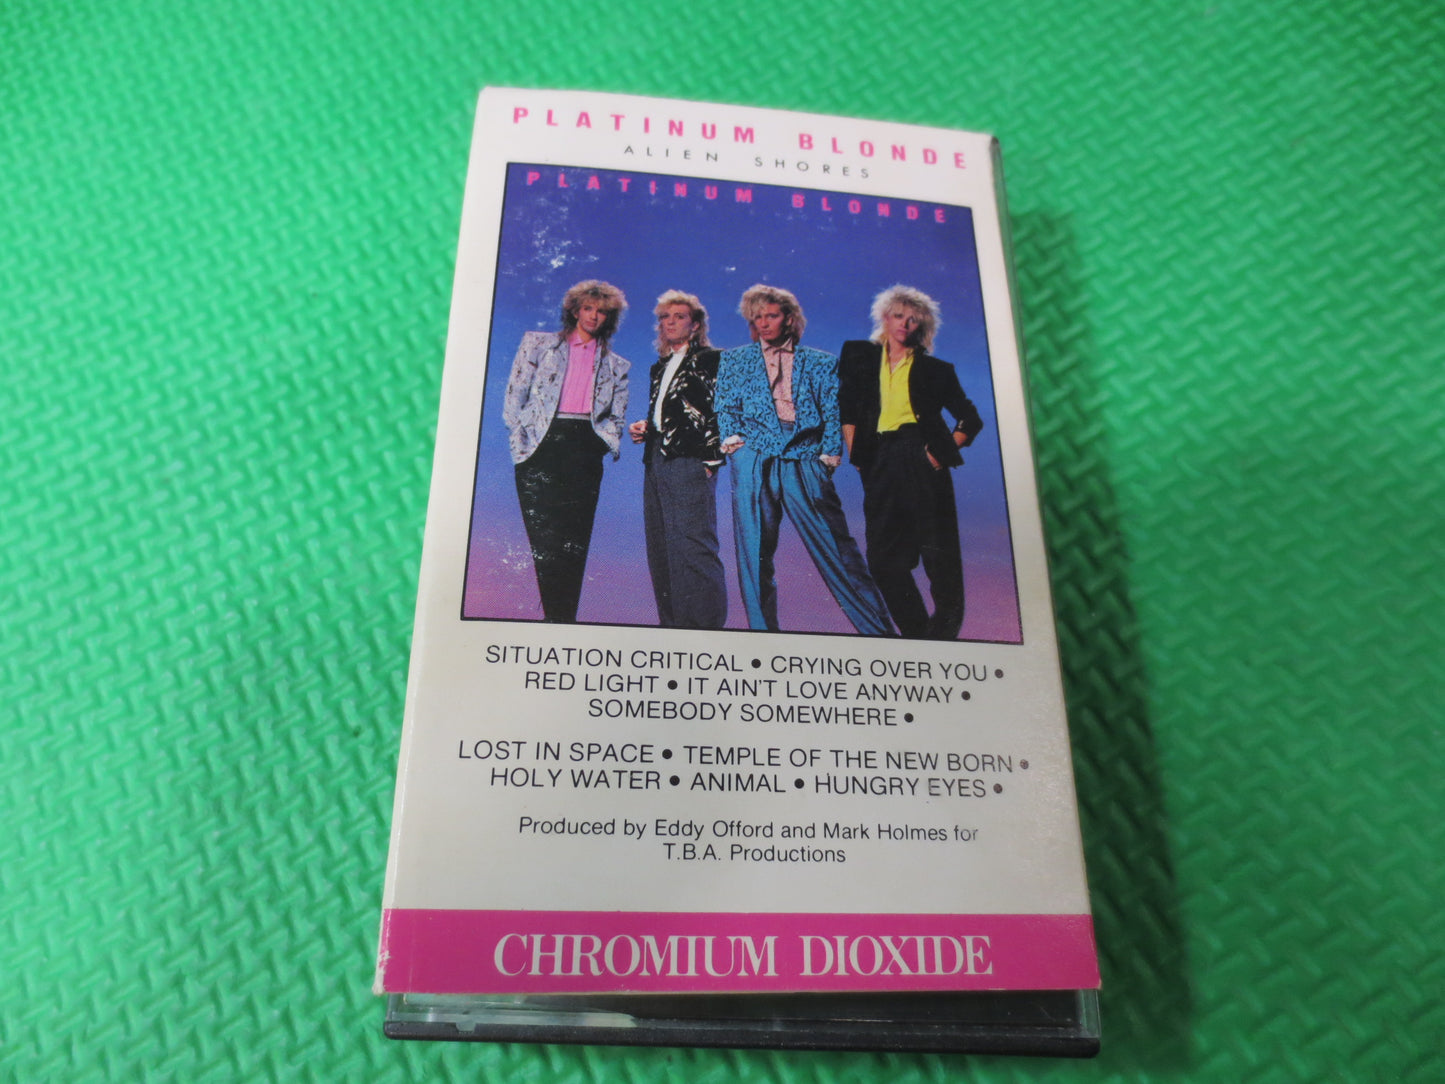 PLATINUM BLONDE
ALIEN SHORES
PLATINUM BLONDE
SITUATION CRITICAL • CRYING OVER YOU •
RED LIGHT • IT AIN'T LOVE ANYWAY •
SOMEBODY SOMEWHERE •
LOST IN SPACE • TEMPLE OF THE NEW BORN •
HOLY WATER • ANIMAL • HUNGRY EYES •
Produced by Eddy Offord and Mark Holmes for
T.B.A. Productions
CHROMIUM DIOXIDE